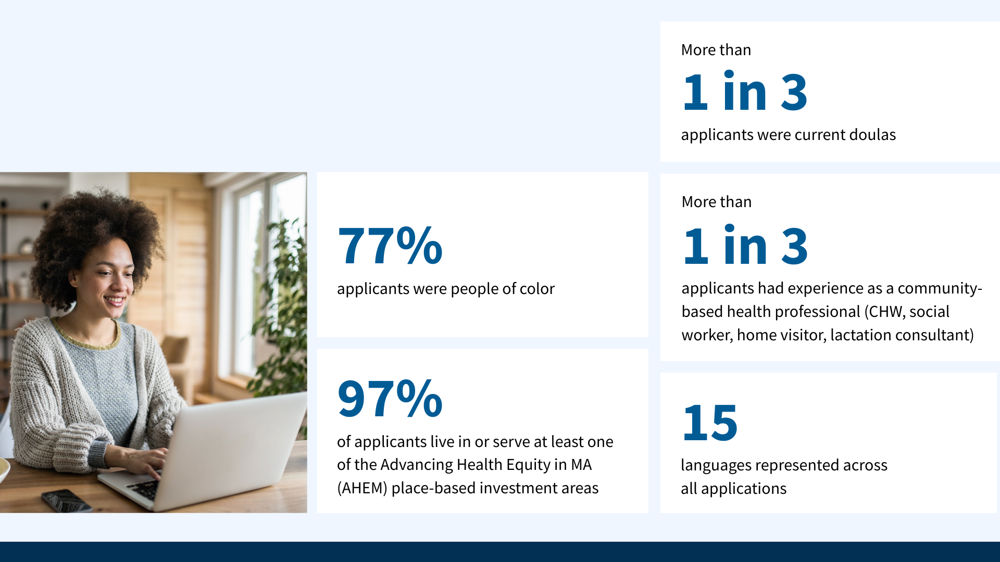 77%
applicants were people of color
97%
of applicants live in or serve at least one
of the Advancing Health Equity in MA
(AHEM) place-based investment areas
More than
1 in 3
applicants were current doulas
More than
1 in 3
applicants had experience as a community-
based health professional (CHW, social
worker, home visitor, lactation consultant)
15
languages represented across
all applications